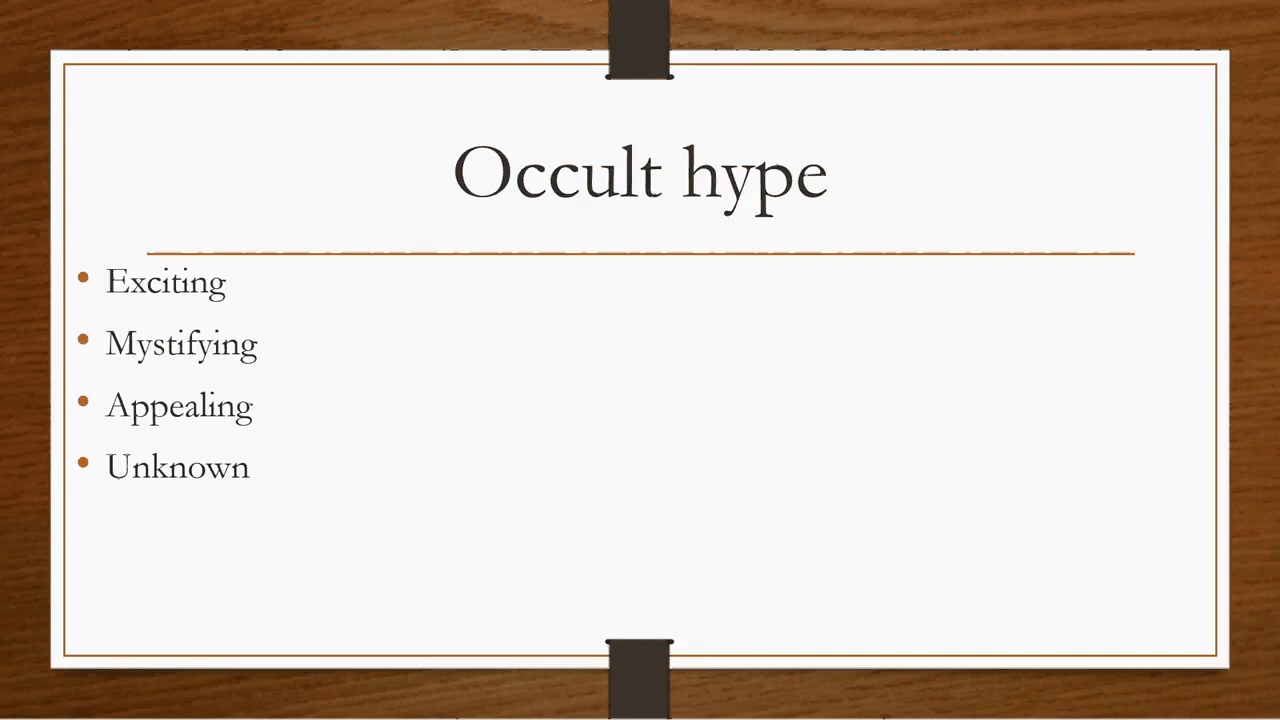 Occult hype
• Exciting
• Mystifying
• Appealing
• Unknown